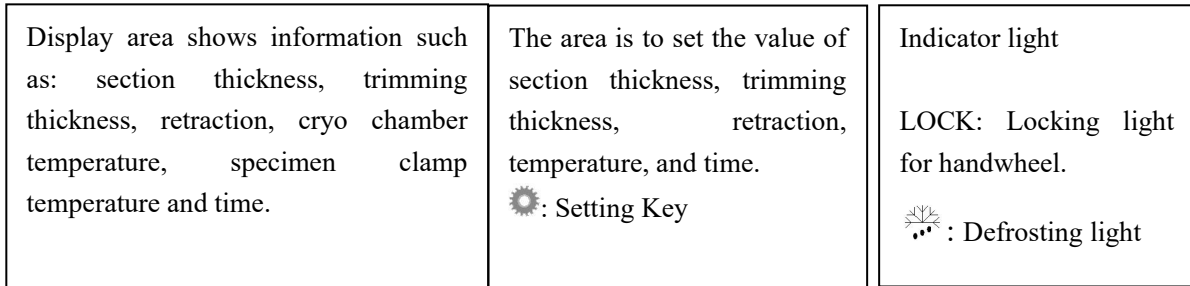 Display area shows information such
as: section thickness, trimming
thickness, retraction, cryo chamber
temperature, specimen clamp
temperature and time.
The area is to set the value of
section thickness, trimming
thickness, retraction,
temperature, and time.
: Setting Key
Indicator light
LOCK: Locking light
for handwheel.
: Defrosting light